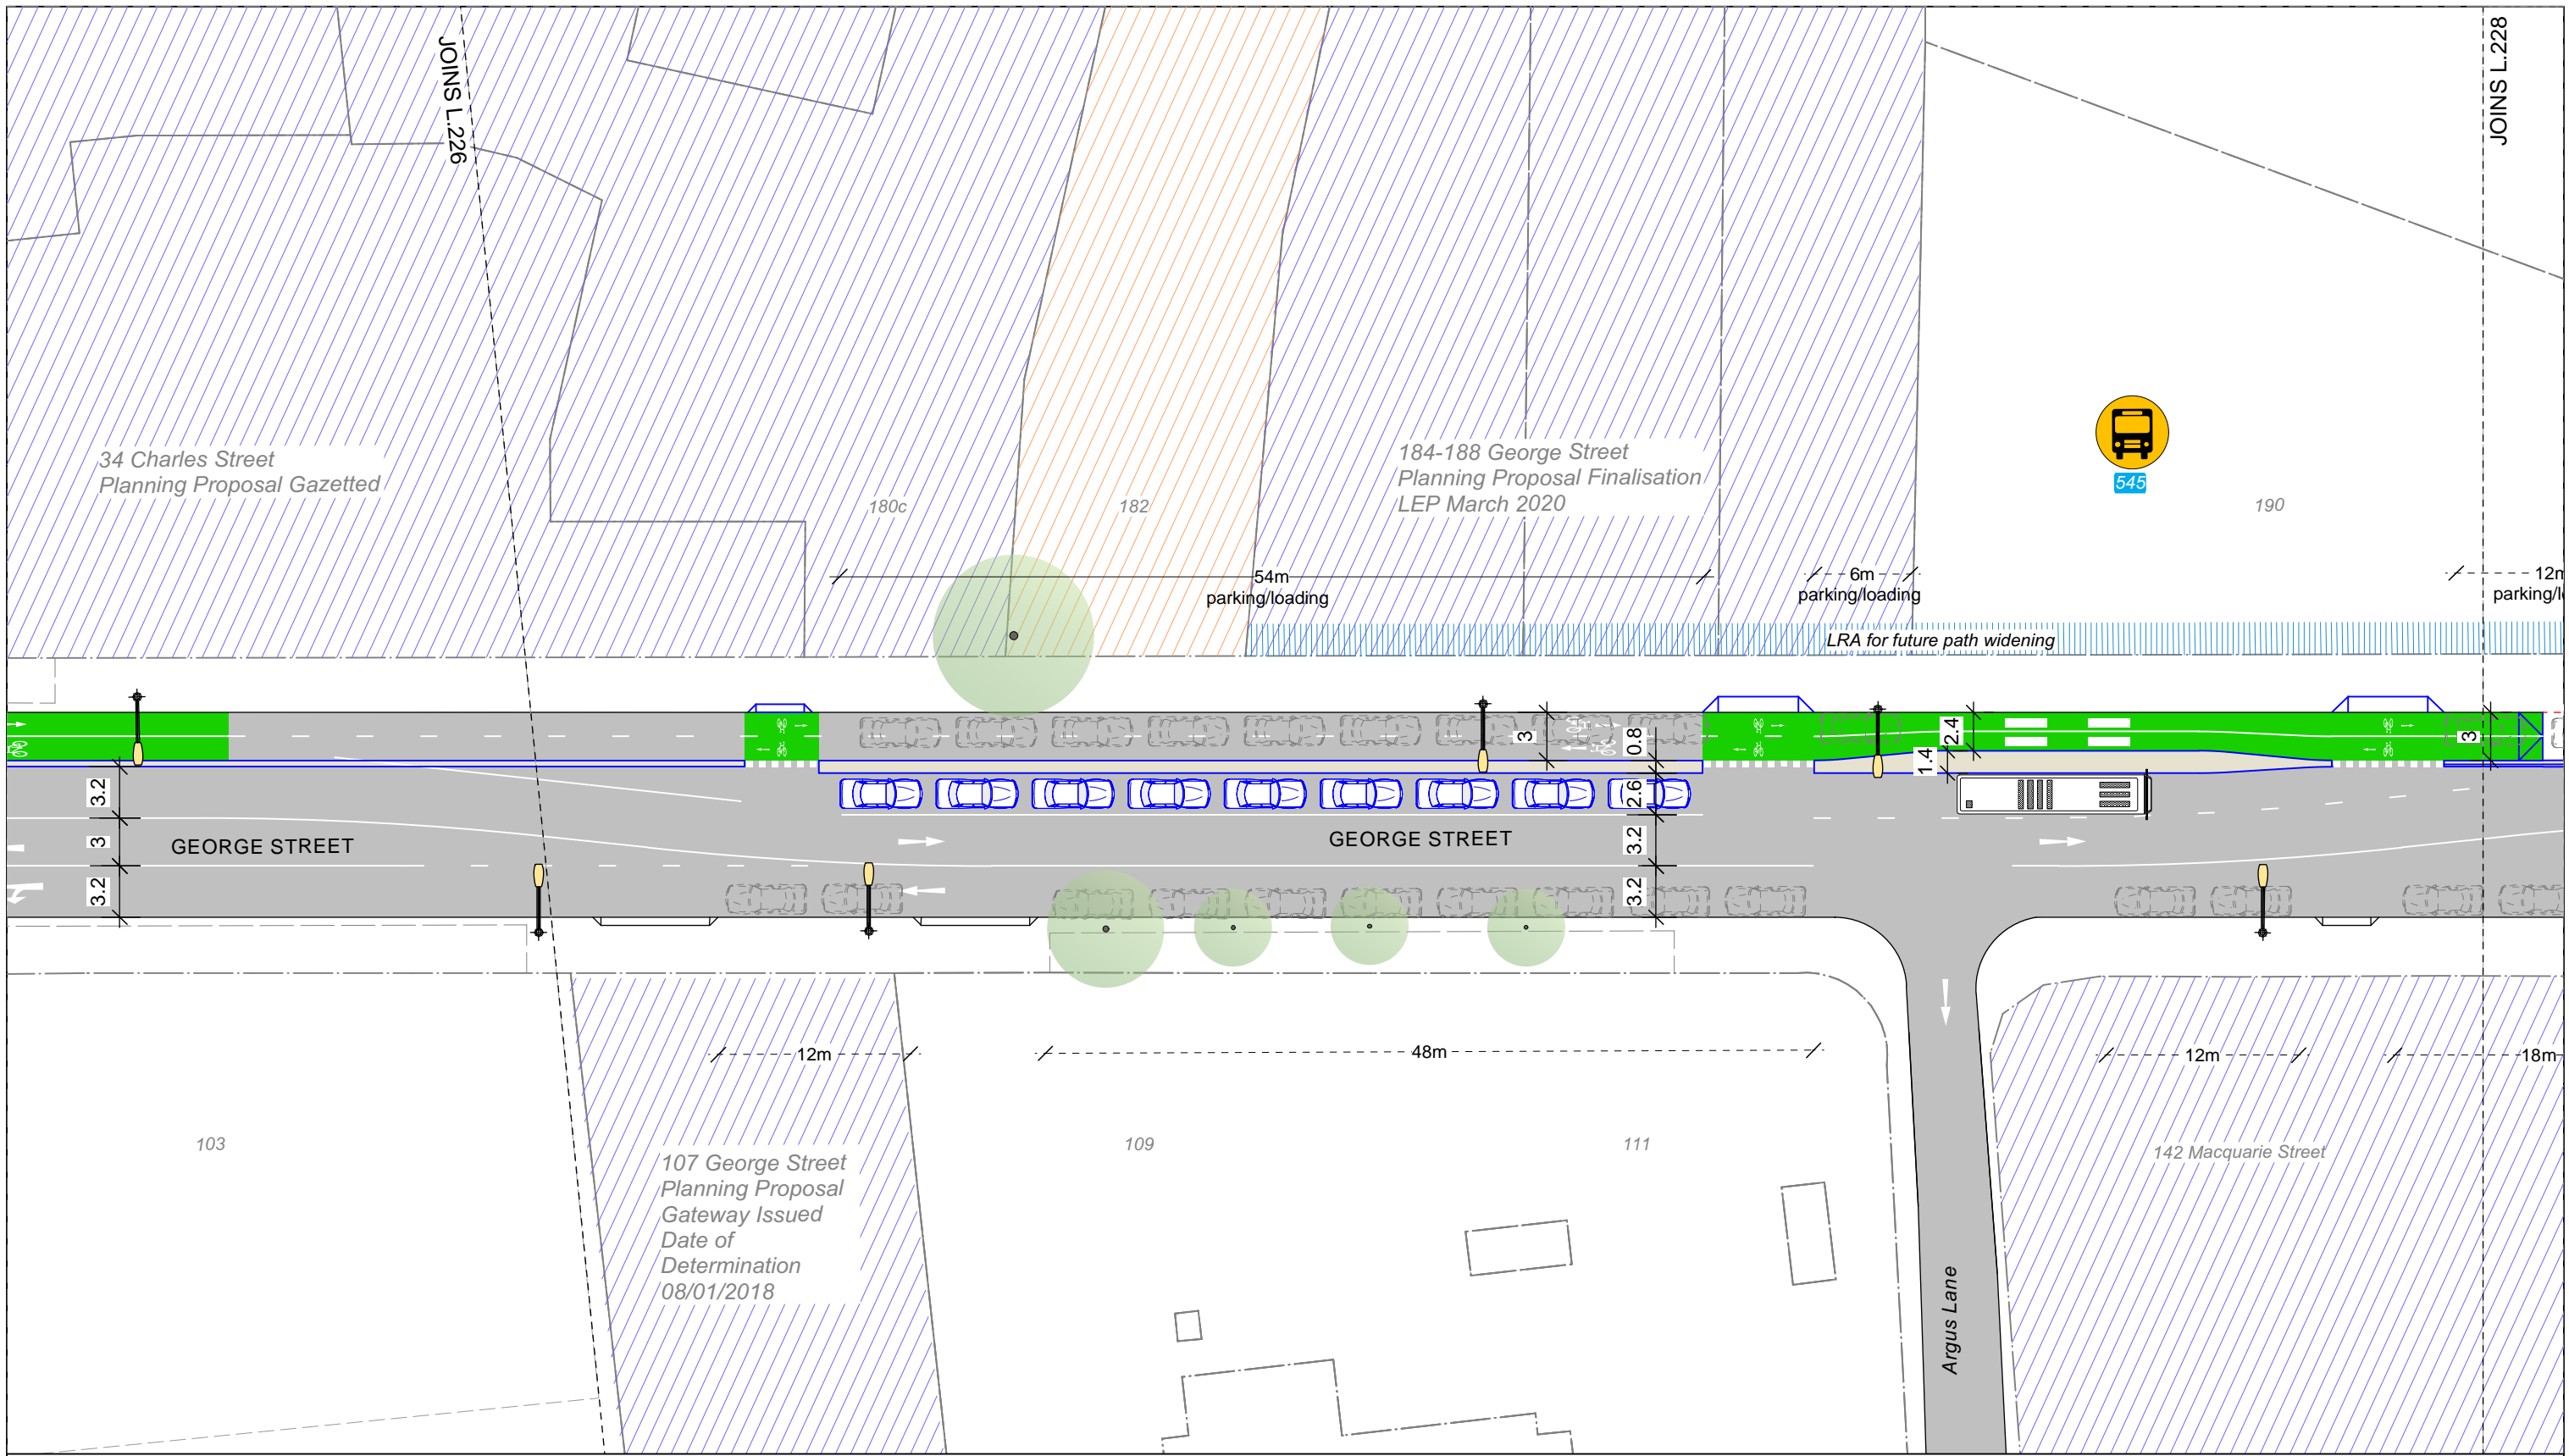 JOINS L.226
JOINS L.228
34 Charles Street
Planning Proposal Gazetted
180c
182
184-188 George Street
Planning Proposal Finalisation
LEP March 2020
545
190
54m
parking/loading
6m
parking/loading
12m
parking/l
LRA for future path widening
3
0.8
2.4
1.4
3
3.2
2.6
3
3.2
3.2
3.2
GEORGE STREET
GEORGE STREET
12m
48m
12m
18m
103
107 George Street
Planning Proposal
Gateway Issued
Date of
Determination
08/01/2018
109
111
142 Macquarie Street
Argus Lane